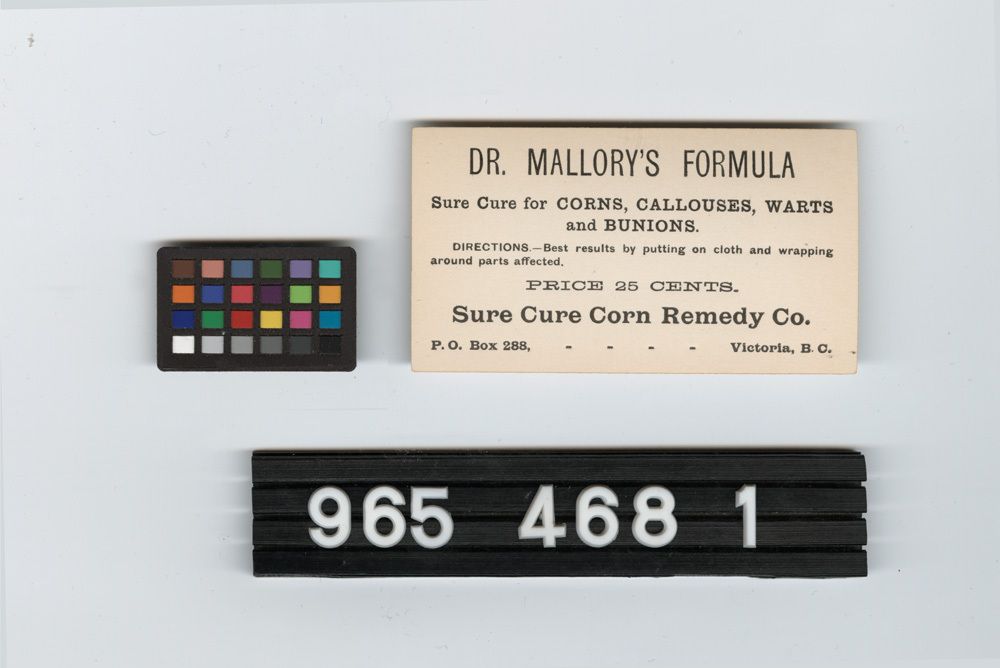 DR. MALLORY'S FORMULA
Sure Cure for CORNS, CALLOUSES, WARTS
and BUNIONS.
DIRECTIONS.—Best results by putting on cloth and wrapping
around parts affected.
PRICE 25 CENTS.
Sure Cure Corn Remedy Co.
P. O. Box 288, - - - - Victoria, B. C.
965 468 1